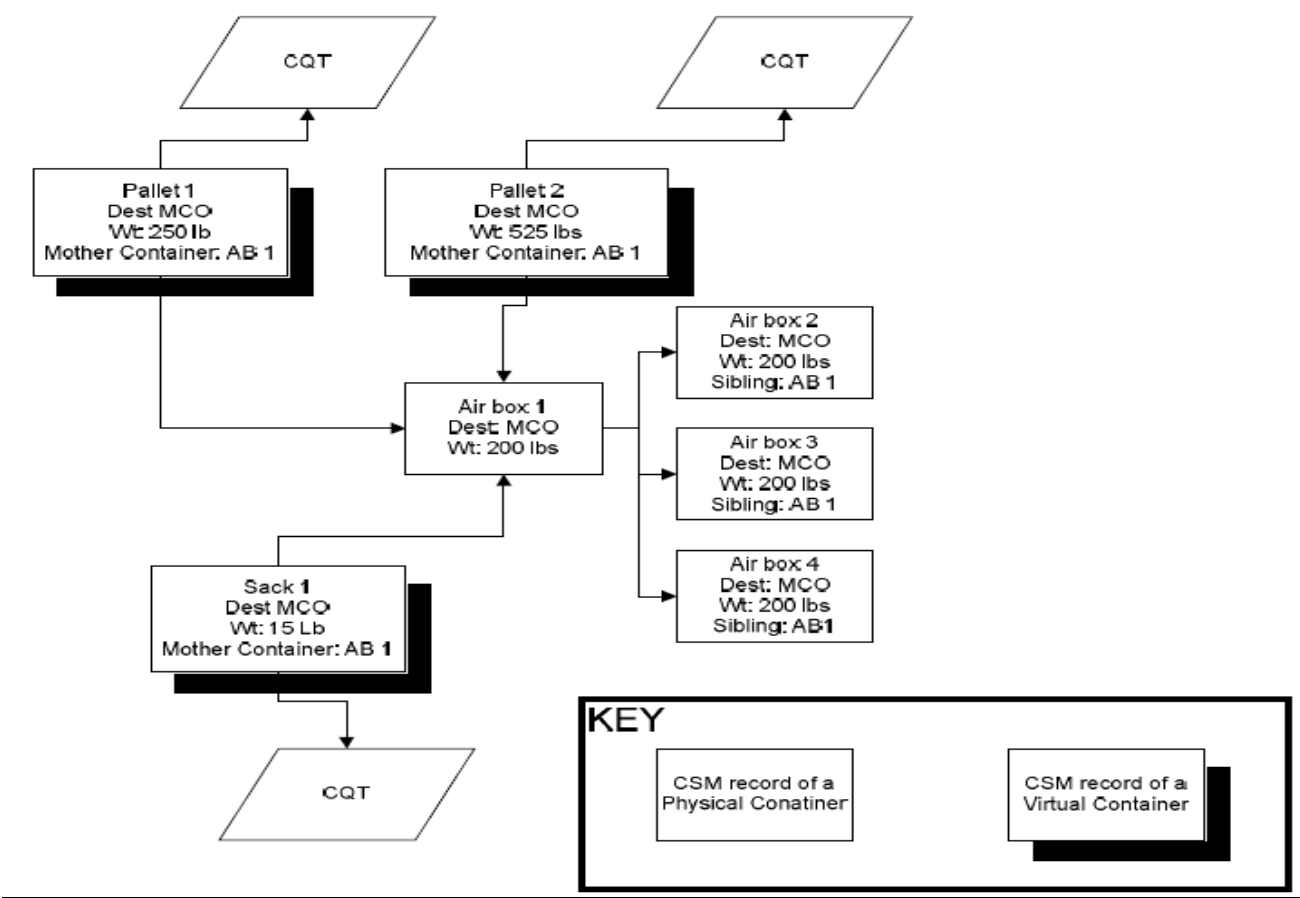 CQT
CQT
Pallet 1
Dest MCO
Wt: 250 lb
Mother Container: AB 1
Pallet 2
Dest MCO
Wt: 525 lbs
Mother Container: AB 1
Air box 2
Dest: MCO
Wt: 200 lbs
Sibling: AB 1
Air box 1
Dest: MCO
Wt: 200 lbs
Air box 3
Dest: MCO
Wt: 200 lbs
Sibling: AB 1
Air box 4
Dest: MCO
Wt: 200 lbs
Sibling: AB1
Sack 1
Dest MCO
Wt: 15 Lb
Mother Container: AB 1
CQT
KEY
CSM record of a
Physical Conatiner
CSM record of a
Virtual Container